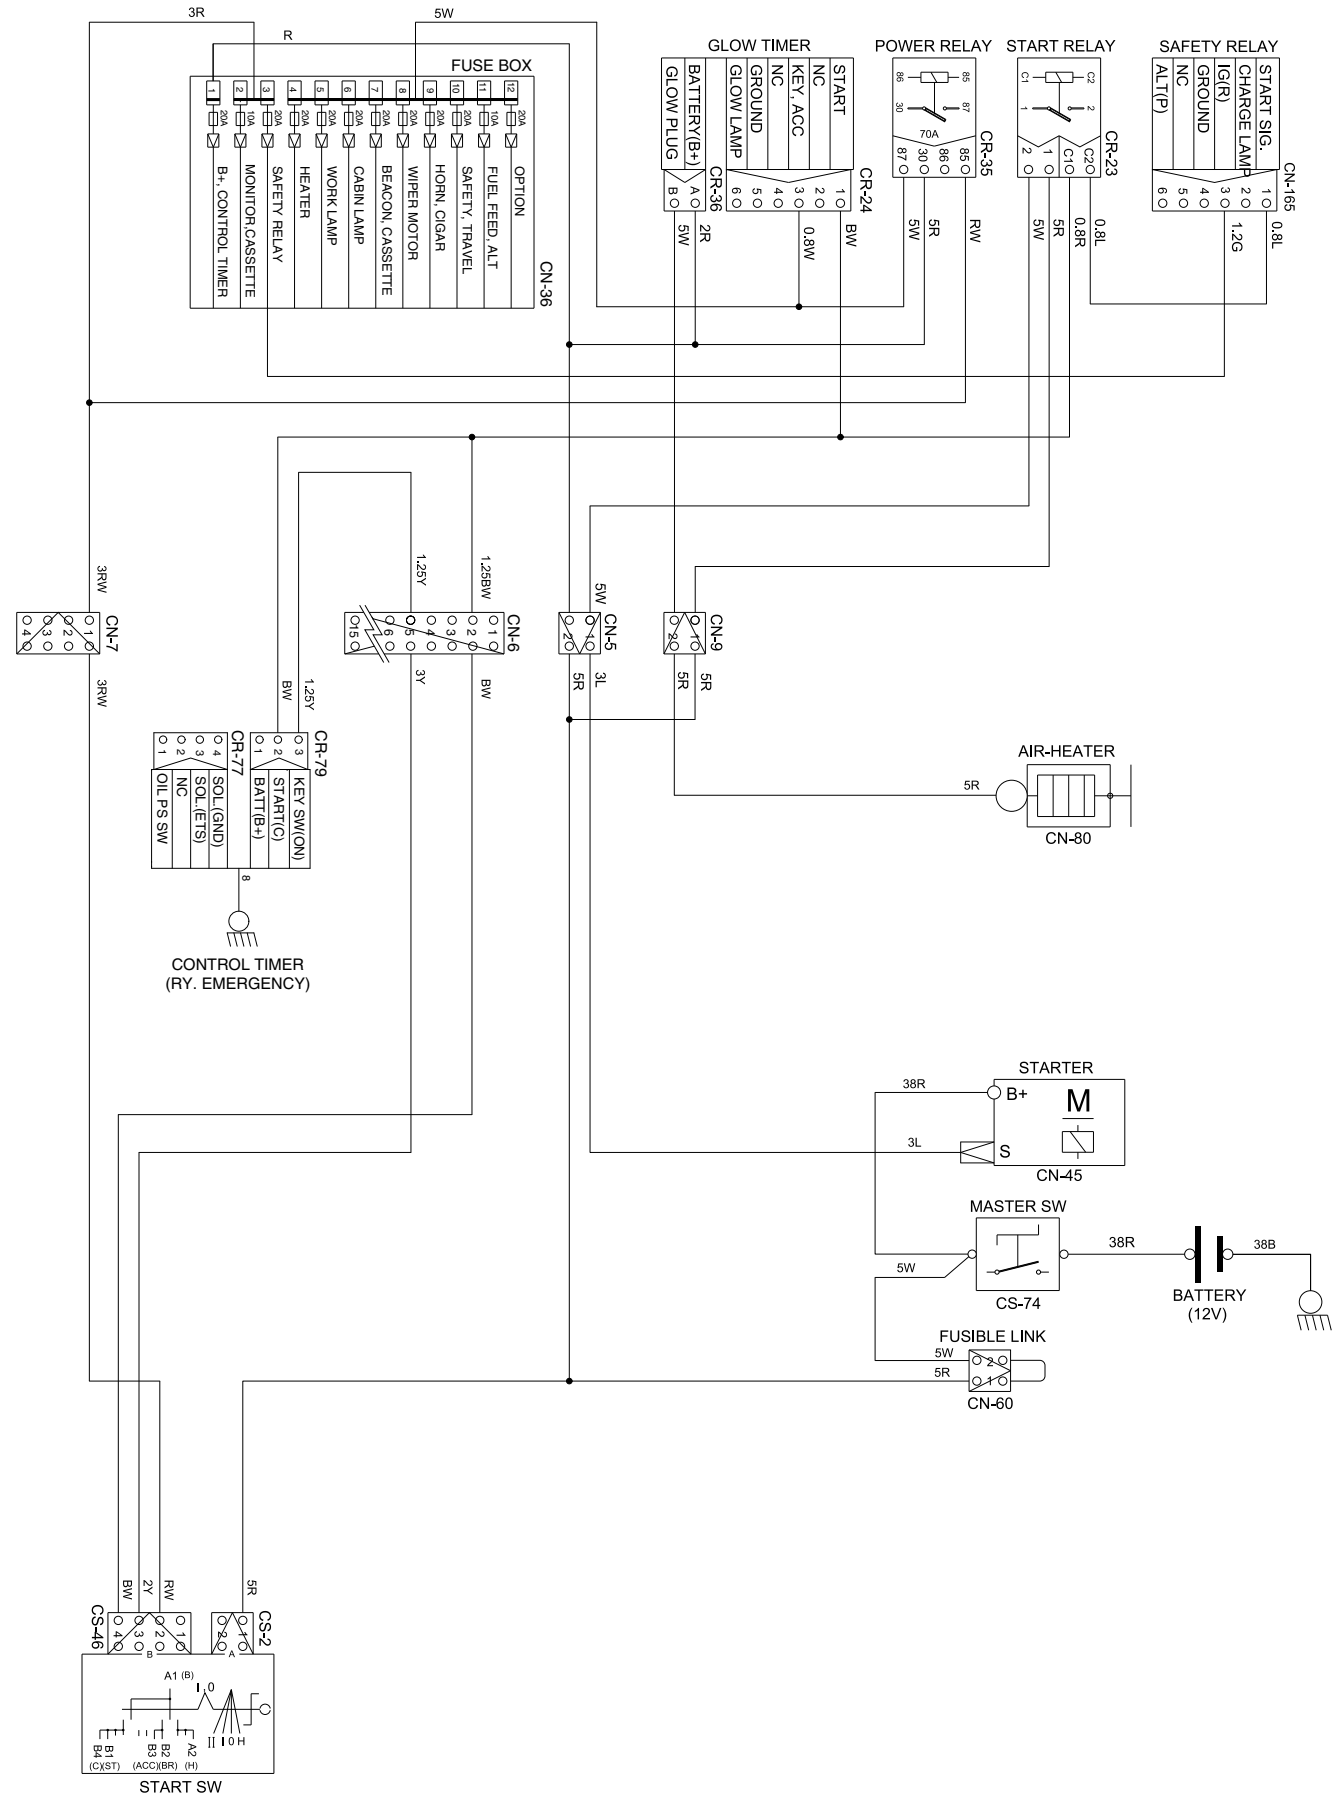 3R
5W
R
FUSE BOX
1
2
3
4
5
6
7
8
9
10
11
12
20A
10A
20A
20A
20A
20A
20A
20A
20A
20A
10A
20A
B+, CONTROL TIMER
MONITOR,CASSETTE
SAFETY RELAY
HEATER
WORK LAMP
CABIN LAMP
BEACON, CASSETTE
WIPER MOTOR
HORN, CIGAR
SAFETY, TRAVEL
FUEL FEED, ALT
OPTION
CN-36
GLOW TIMER
GLOW PLUG
BATTERY(B+)
GLOW LAMP
GROUND
NC
KEY, ACC
NC
START
B
A
CR-36
6
5
4
3
2
1
CR-24
5W
2R
0.8W
BW
POWER RELAY
86
85
30
87
70A
87
30
86
85
CR-35
5W
5R
RW
START RELAY
C1
C2
1
2
2
1
C1
C2
CR-23
5W
5R
0.8R
0.8L
SAFETY RELAY
ALT(P)
NC
GROUND
IG(R)
CHARGE LAMP
START SIG.
6
5
4
3
2
1
CN-165
1.2G
0.8L
3RW
4
3
2
1
CN-7
3RW
1.25Y
1.25BW
15
6
5
4
3
2
1
CN-6
3Y
BW
5W
2
1
CN-5
5R
3L
2
1
CN-9
5R
5R
BW
1.25Y
1
2
3
4
CR-77
1
2
3
CR-79
OIL PS SW
NC
SOL.(ETS)
SOL.(GND)
BATT(B+)
START(C)
KEY SW(ON)
8
CONTROL TIMER
(RY. EMERGENCY)
AIR-HEATER
5R
CN-80
STARTER
38R
B+
M
3L
S
CN-45
MASTER SW
38R
38B
5W
CS-74
BATTERY
(12V)
FUSIBLE LINK
5W
2
5R
1
CN-60
BW
2Y
RW
5R
CS-46
4
3
2
1
B
2
1
A
CS-2
A1 (B)
I
0
II I 0 H
B4
B1
B3
B2
A2
(C)(ST)
(ACC)(BR)
(H)
START SW